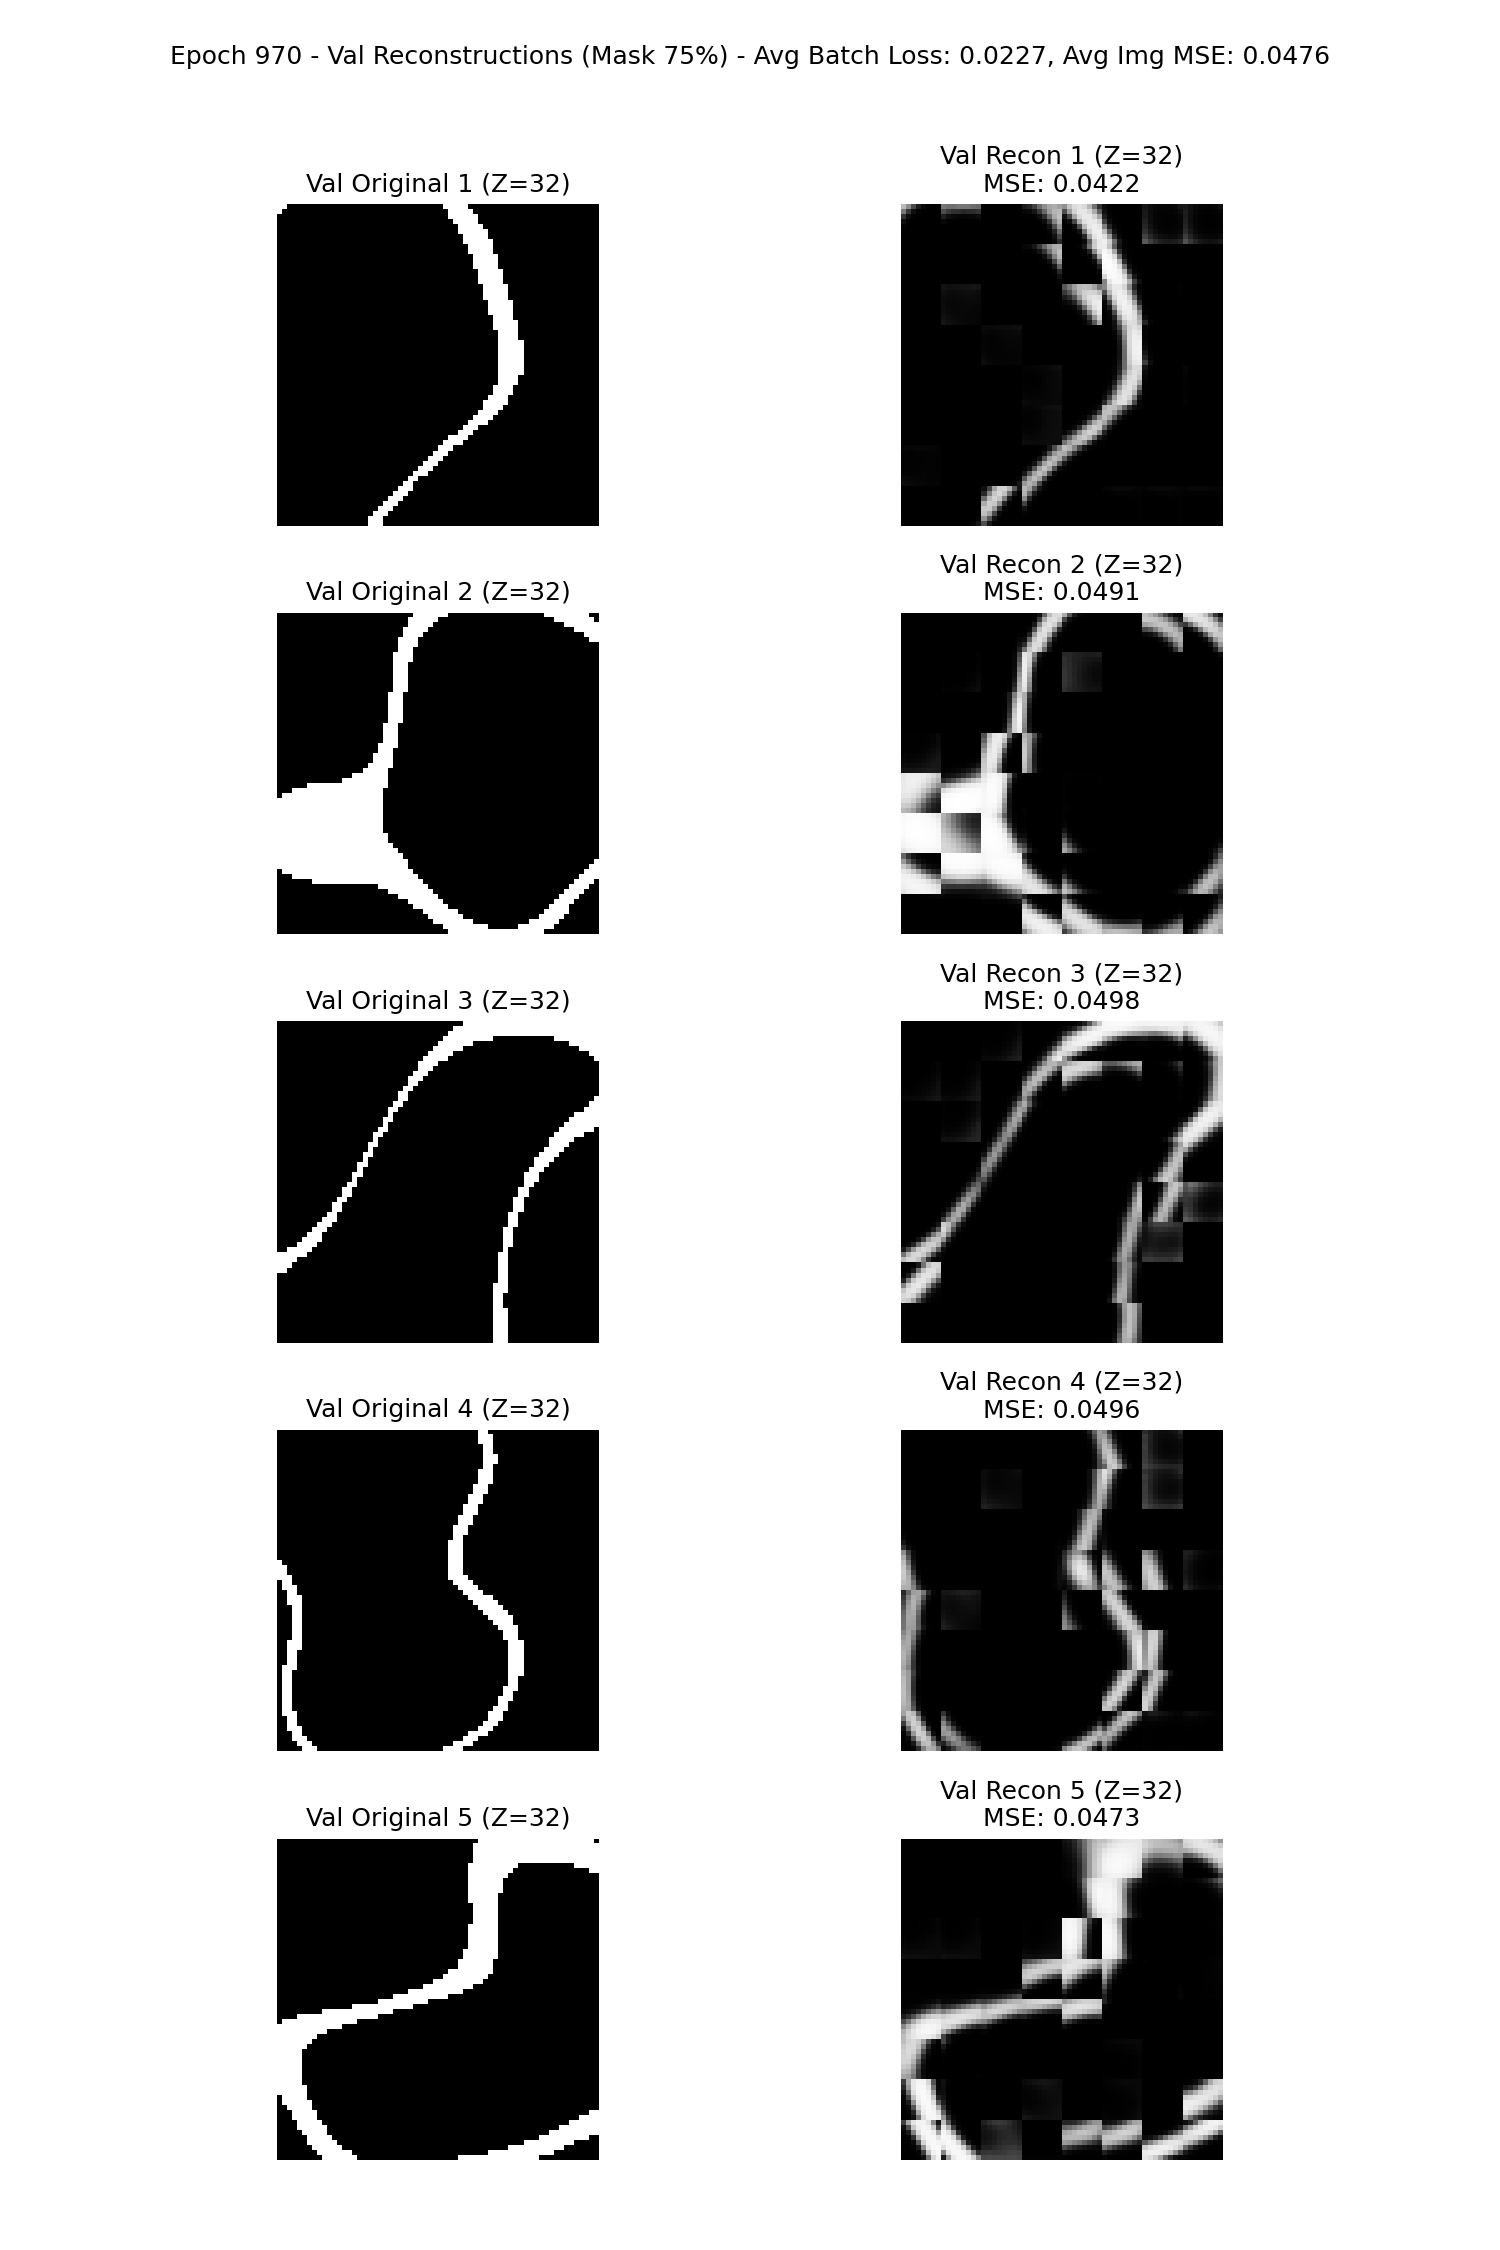 Epoch 970 - Val Reconstructions (Mask 75%) - Avg Batch Loss: 0.0227, Avg Img MSE: 0.0476
Val Original 1 (Z=32)
Val Recon 1 (Z=32)
MSE: 0.0422
Val Original 2 (Z=32)
Val Recon 2 (Z=32)
MSE: 0.0491
Val Original 3 (Z=32)
Val Recon 3 (Z=32)
MSE: 0.0498
Val Original 4 (Z=32)
Val Recon 4 (Z=32)
MSE: 0.0496
Val Original 5 (Z=32)
Val Recon 5 (Z=32)
MSE: 0.0473